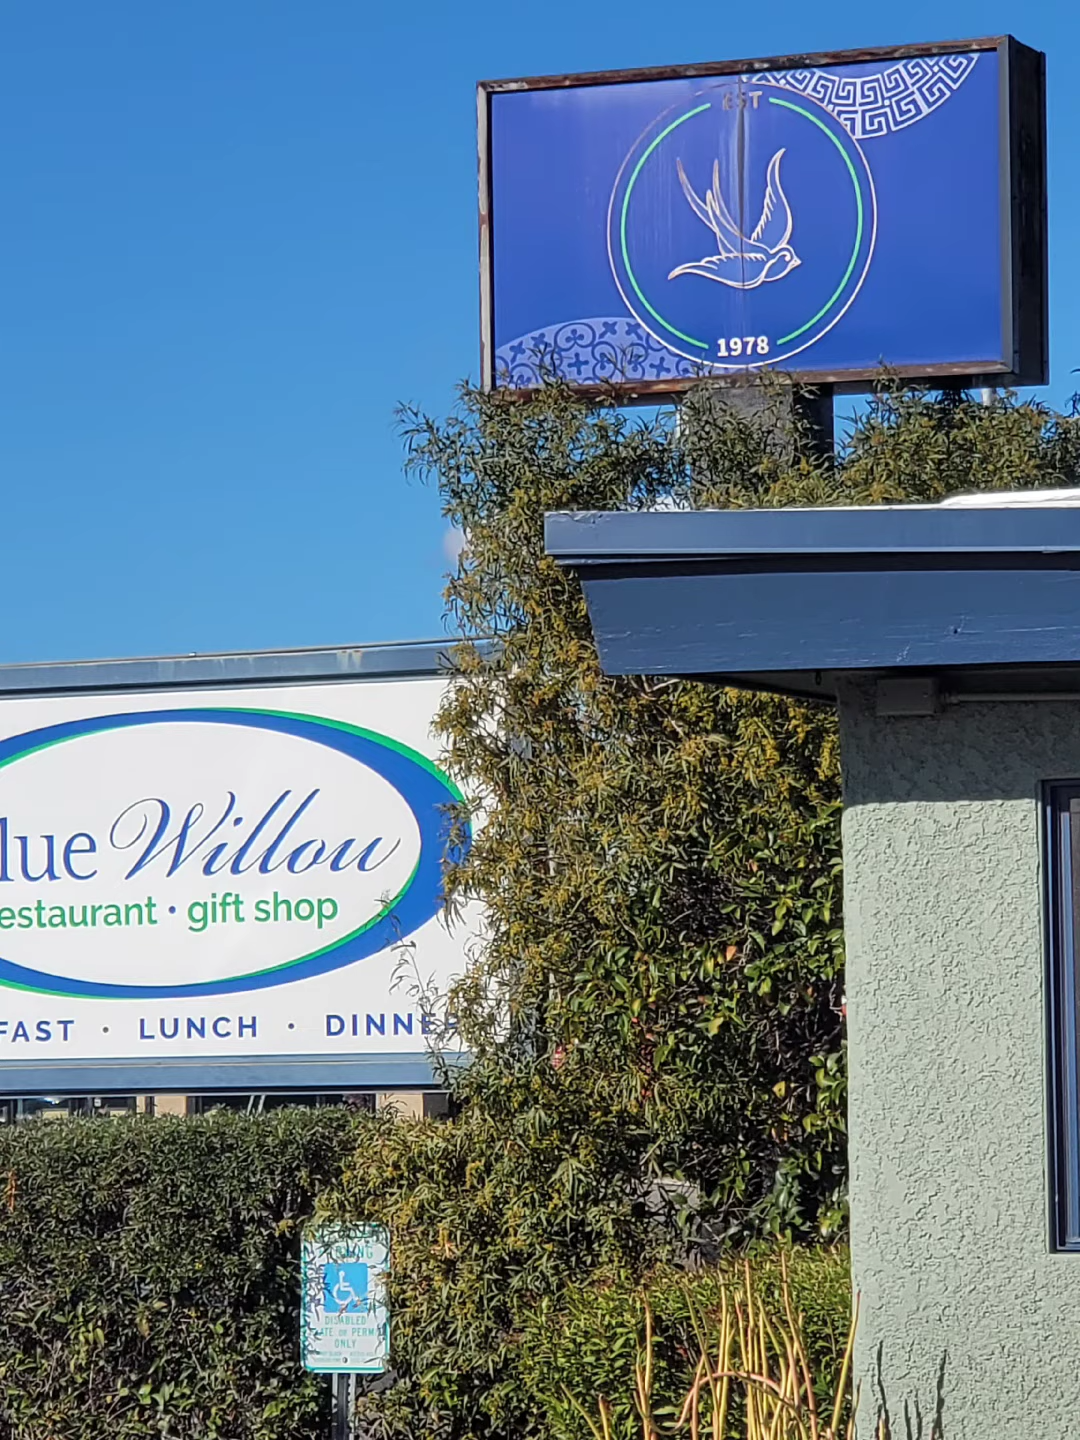 EST
1978
lue Willow
estaurant • gift shop
FAST • LUNCH • DINNE
DISABLED
ONLY